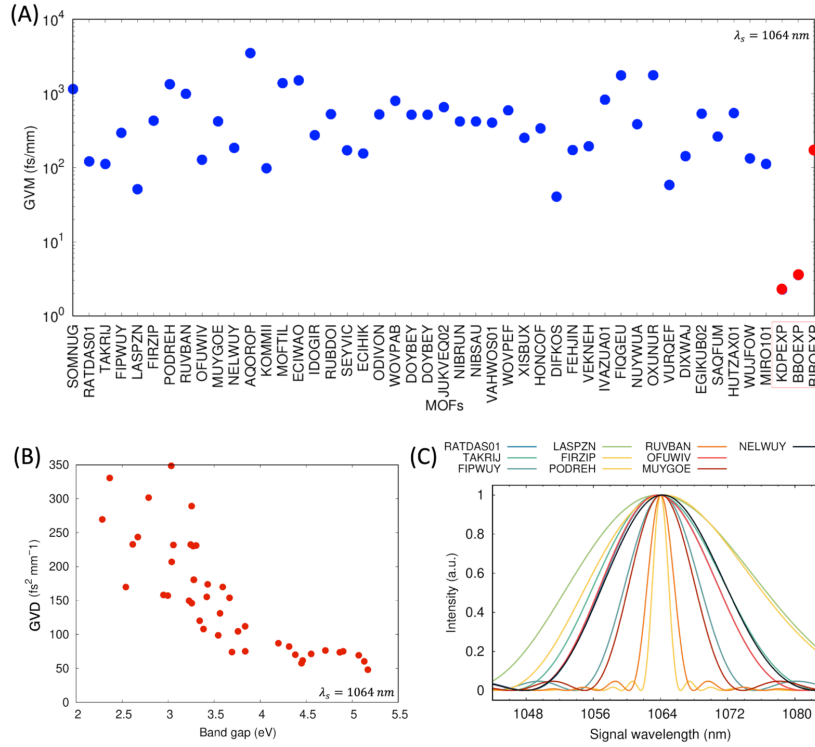 (A)
λs = 1064 nm
GVM (fs/mm)
10^4
10^3
10^2
10^1
10^0
SOMNUG
RATDAS01
TAKRIJ
FIPWUY
LASPZN
FIRZIP
PODREH
RUVBAN
OFUWIV
MUYGOE
NELWUY
AQOROP
KOMMII
MOFTIL
ECIWAO
IDOGIR
RUBDOI
SEYVIC
ECIHIK
ODIVON
WOVPAB
DOYBEY
DOYBEY
JUKVEQ02
NIBRUN
NIBSAU
VAHWOS01
WOVPEF
XISBUX
HONCOF
DIFKOS
FEHJIN
VEKNEH
IVAZUA01
FIQGEU
NUYWUA
OXUNUR
VURQEF
DIXWAJ
EGIKUB02
SAQFUM
HUTZAX01
WUJFOW
MIRO101
KDPEXP
BBOEXP
MOFs
(B)
GVD (fs² mm⁻¹)
350
300
250
200
150
100
50
0
2 2.5 3 3.5 4 4.5 5 5.5
λs = 1064 nm
Band gap (eV)
(C)
RATDAS01 LASPZN RUVBAN NELWUY
TAKRIJ FIRZIP OFUWIV
FIPWUY PODREH MUYGOE
Intensity (a.u.)
1
0.8
0.6
0.4
0.2
0
1048 1056 1064 1072 1080
Signal wavelength (nm)